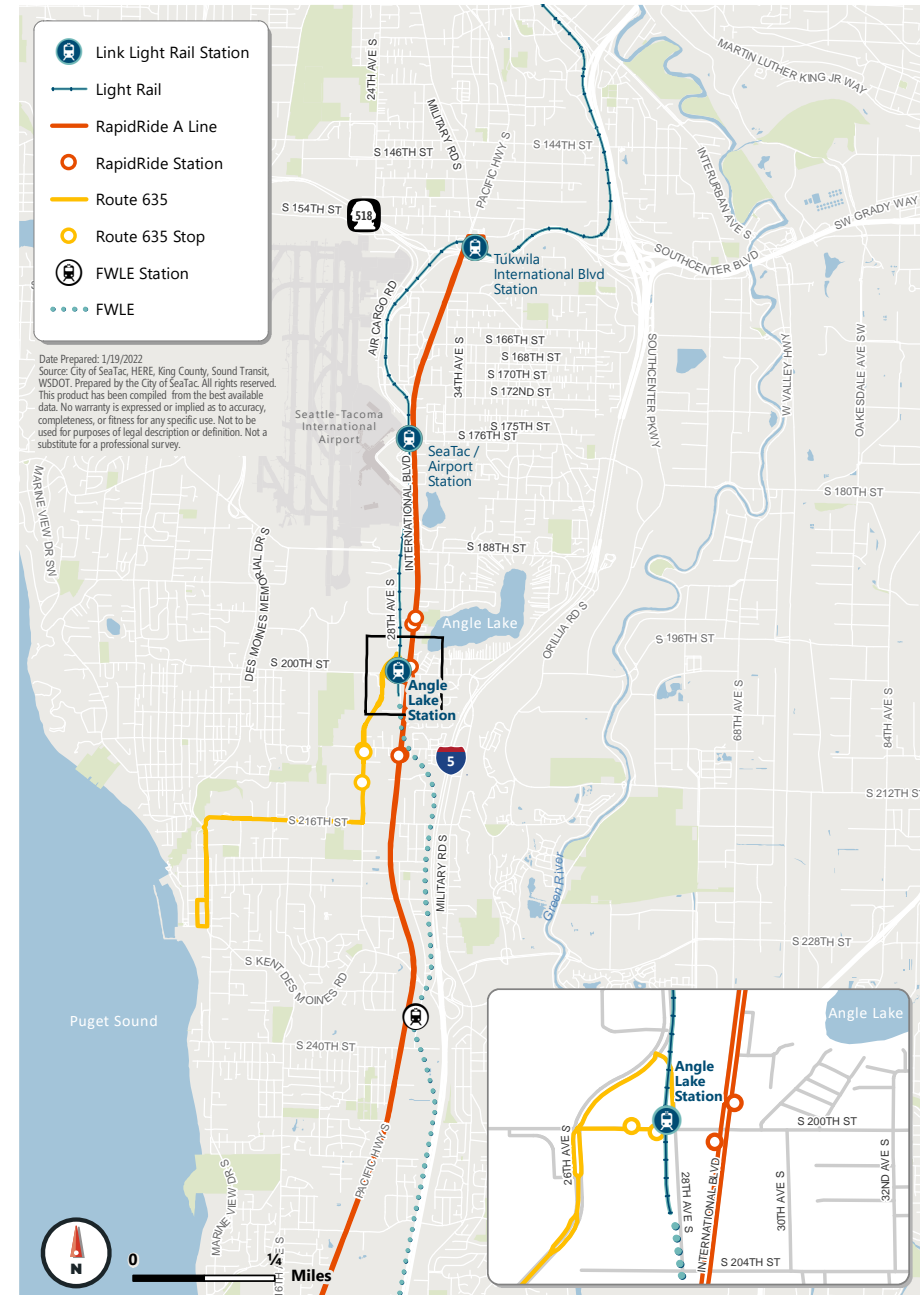 Link Light Rail Station
Light Rail
RapidRide A Line
RapidRide Station
Route 635
Route 635 Stop
FWLE Station
FWLE
Date Prepared: 1/19/2022
Source: City of SeaTac, HERE, King County, Sound Transit,
WSDOT. Prepared by the City of SeaTac. All rights reserved.
This product has been compiled from the best available
data. No warranty is expressed or implied as to accuracy,
completeness, or fitness for any specific use. Not to be
used for purposes of legal description or definition. Not a
substitute for a professional survey.
24TH AVE S
MILITARY RD S
PACIFIC HWY S
S 144TH ST
S 146TH ST
MARTIN LUTHER KING JR WAY
INTERURBAN AVE S
S 154TH ST
518
SW GRADY WAY
SOUTHCENTER BLVD
Tukwila
International Blvd
Station
AIR CARGO RD
34TH AVE S
S 166TH ST
S 168TH ST
S 170TH ST
S 172ND ST
S 175TH ST
S 176TH ST
SOUTHCENTER PKWY
W VALLEY HWY
OAKESDALE AVE SW
Seattle-Tacoma
International
Airport
SeaTac /
Airport
Station
INTERNATIONAL BLVD
MARINE VIEW DR SW
S 180TH ST
S 188TH ST
DES MOINES MEMORIAL DR S
28TH AVE S
Angle Lake
ORILLIA RD S
S 196TH ST
S 200TH ST
Angle
Lake
Station
68TH AVE S
84TH AVE S
5
S 212TH ST
S 216TH ST
MILITARY RD S
Green River
S 228TH ST
S KENT DES MOINES RD
Puget Sound
S 240TH ST
PACIFIC HWY S
MARINE VIEW DR S
16TH AVE S
N
0
¼
Miles
Angle Lake
Angle
Lake
Station
S 200TH ST
26TH AVE S
28TH AVE S
INTERNATIONAL BLVD
30TH AVE S
32ND AVE S
S 204TH ST